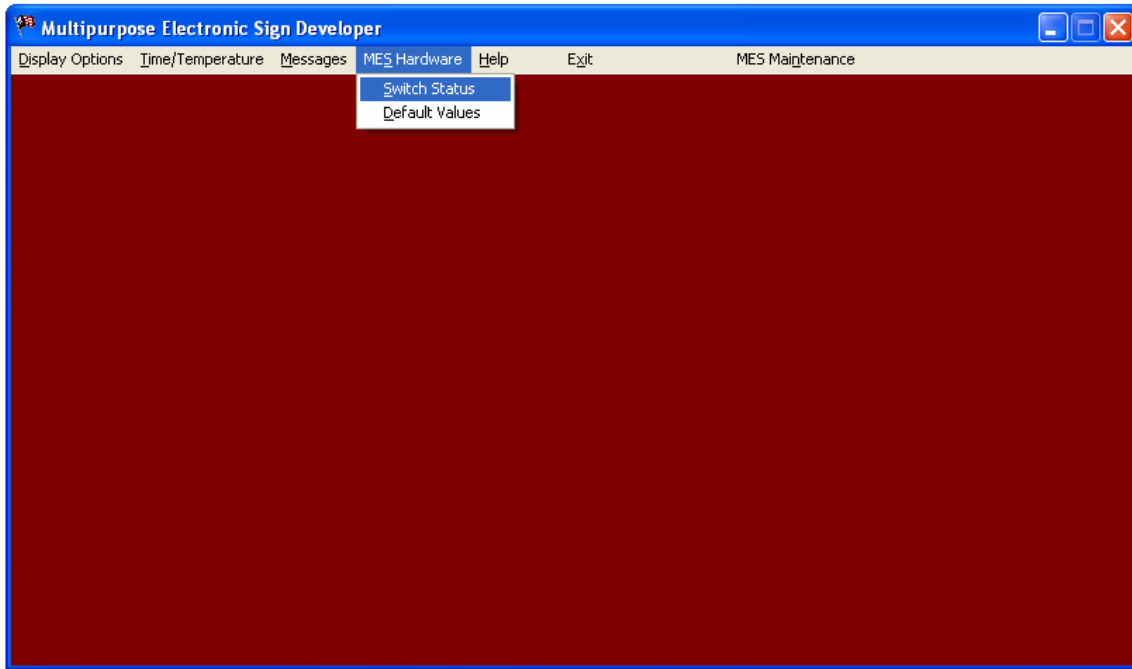 Multipurpose Electronic Sign Developer
Display Options Time/Temperature Messages MES Hardware Help Exit MES Maintenance
Switch Status
Default Values